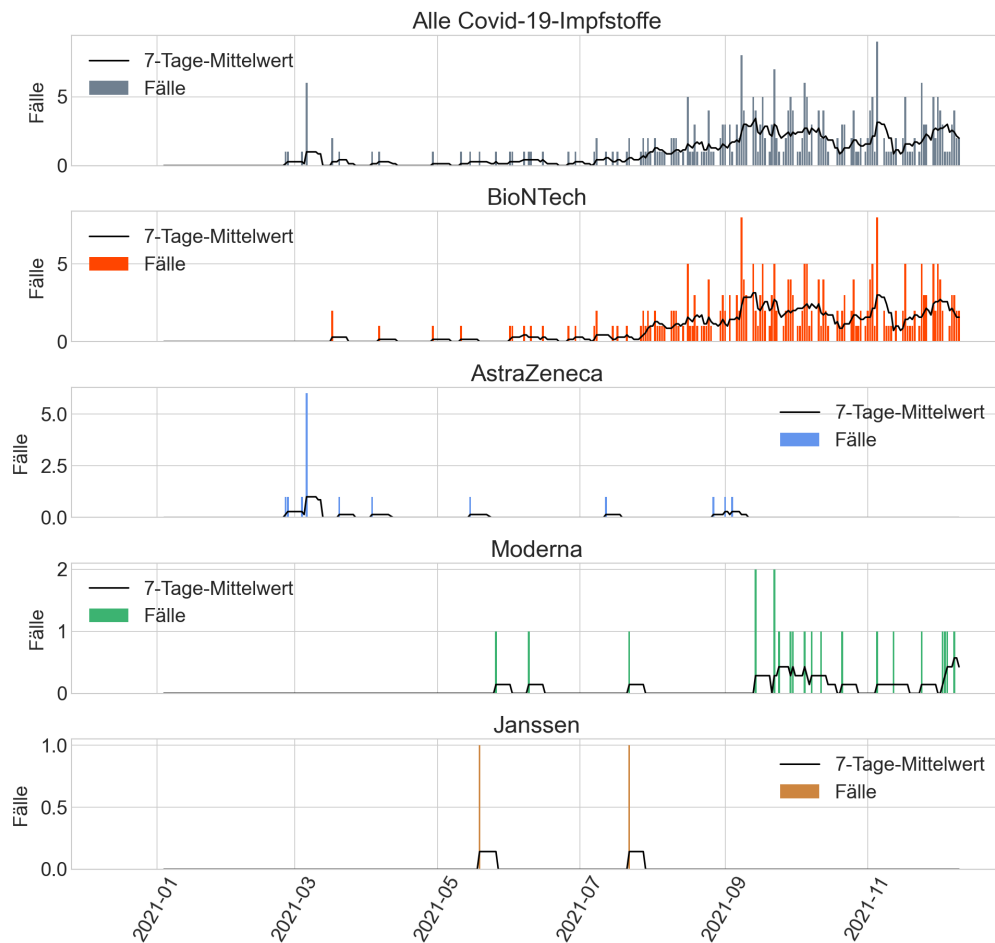 Alle Covid-19-Impfstoffe
Fälle
5
0
7-Tage-Mittelwert
Fälle
BioNTech
Fälle
5
0
7-Tage-Mittelwert
Fälle
AstraZeneca
Fälle
5.0
2.5
0.0
7-Tage-Mittelwert
Fälle
Moderna
Fälle
2
1
0
7-Tage-Mittelwert
Fälle
Janssen
Fälle
1.0
0.5
0.0
7-Tage-Mittelwert
Fälle
2021-01
2021-03
2021-05
2021-07
2021-09
2021-11